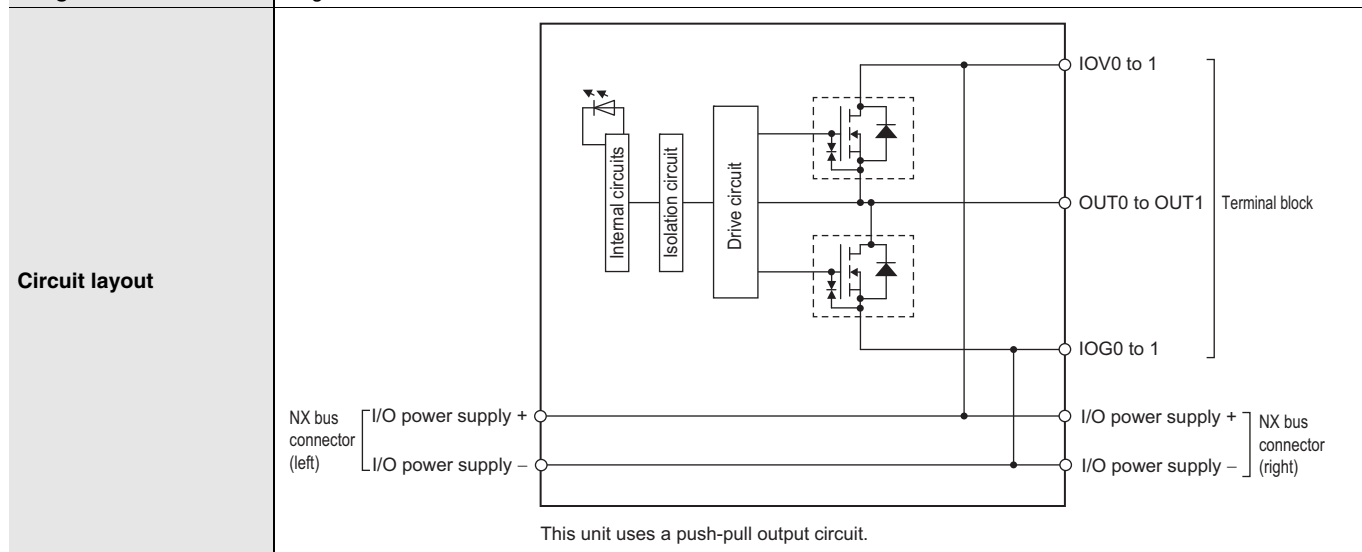 Circuit layout
Internal circuits
Isolation circuit
Drive circuit
IOV0 to 1
OUT0 to OUT1
Terminal block
IOG0 to 1
NX bus
connector
(left)
I/O power supply +
I/O power supply –
I/O power supply +
I/O power supply –
NX bus
connector
(right)
This unit uses a push-pull output circuit.